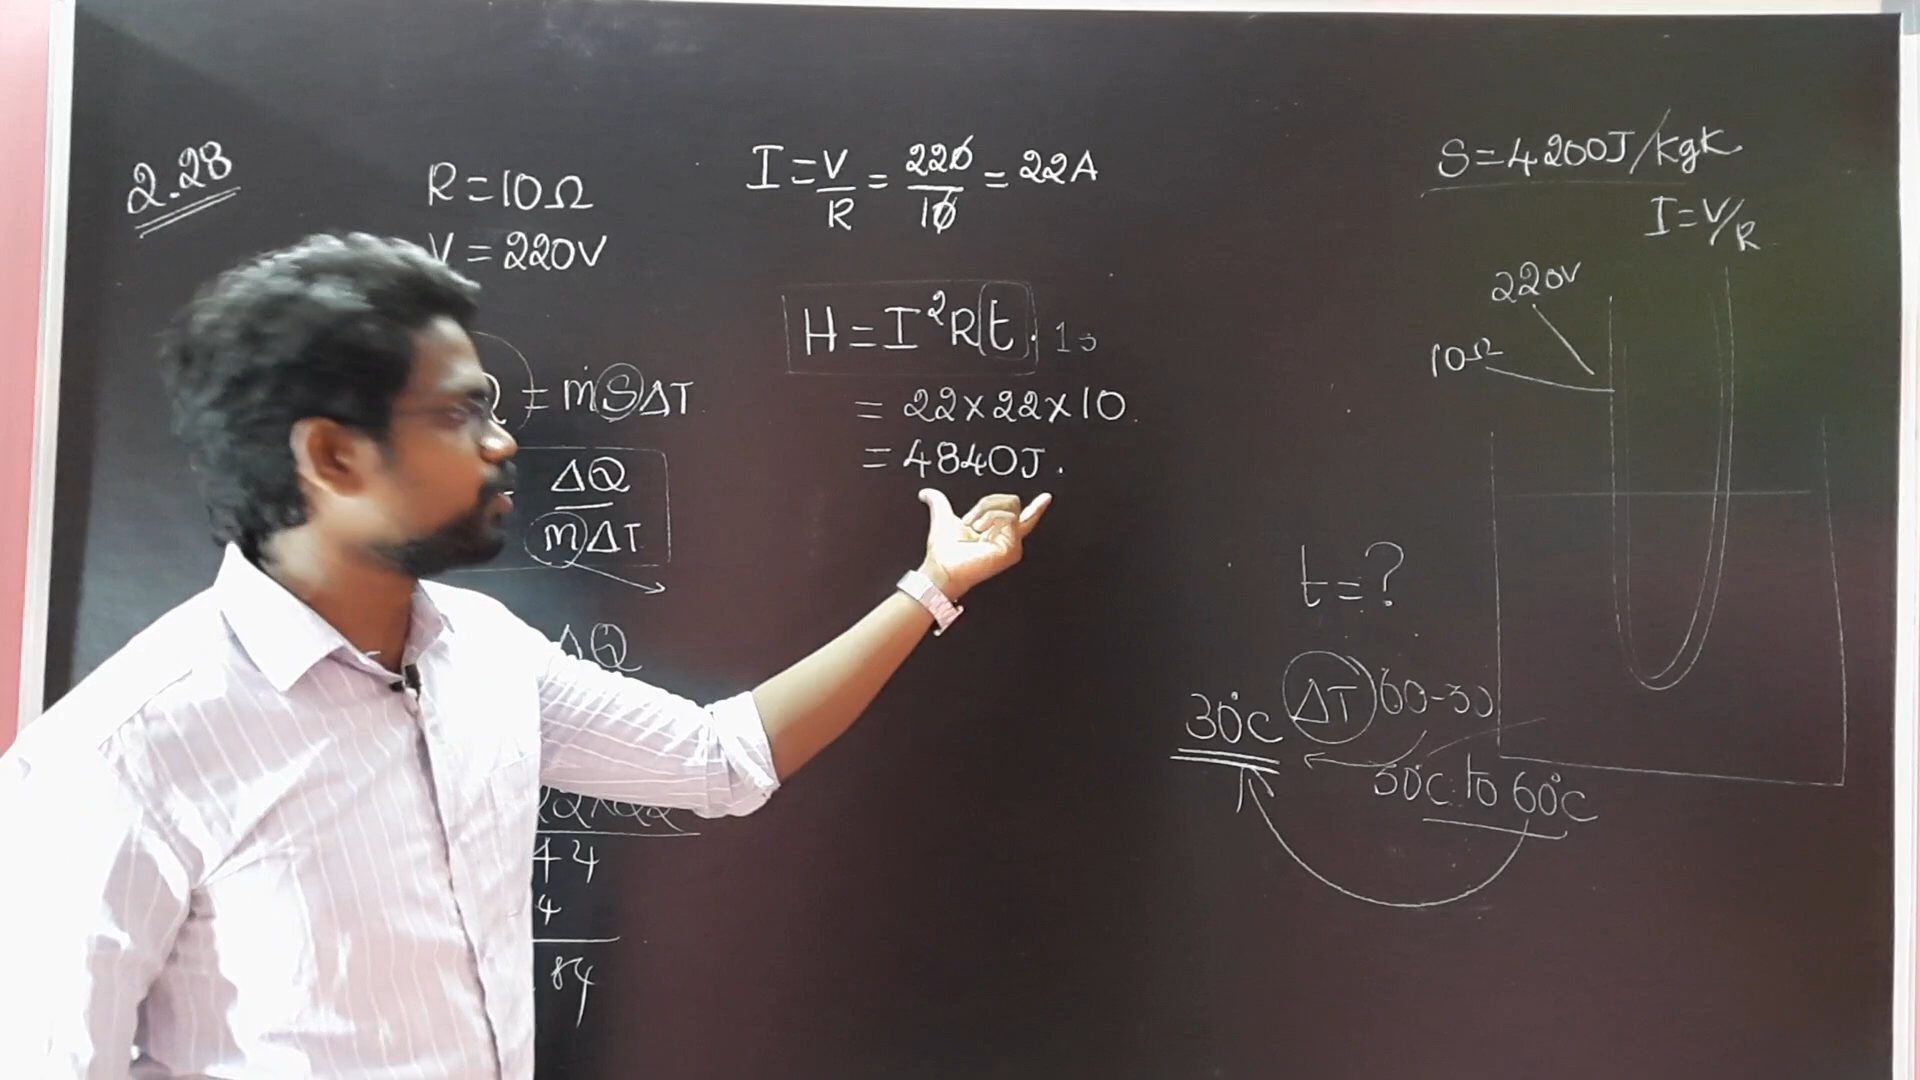 2.28
R = 10Ω
V = 220V
Q = mSΔT
ΔQ
mΔT
ΔQ
44
4
84
I = V/R = 220/10 = 22A
H = I²Rt. 1s
= 22×22×10.
= 4840J.
S = 4200J/kgK
I = V/R
220V
10Ω
t = ?
30°C ΔT 60-30
30°C to 60°C